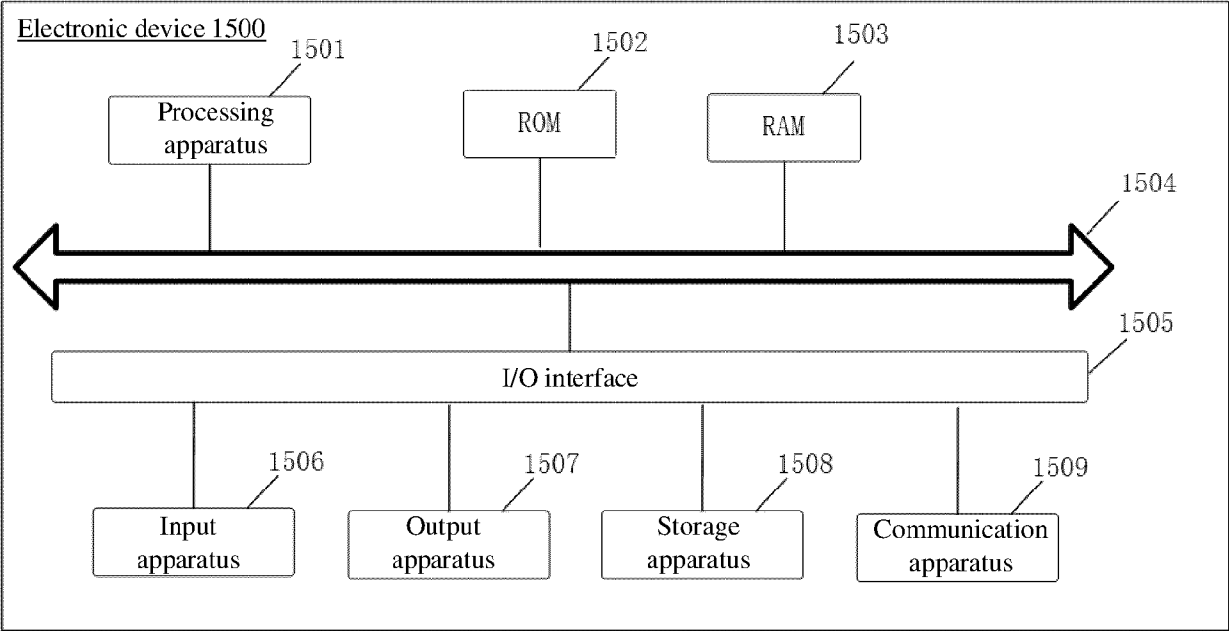 Electronic device 1500
1501
1502
1503
Processing
apparatus
ROM
RAM
1504
1505
I/O interface
1506
1507
1508
1509
Input
apparatus
Output
apparatus
Storage
apparatus
Communication
apparatus